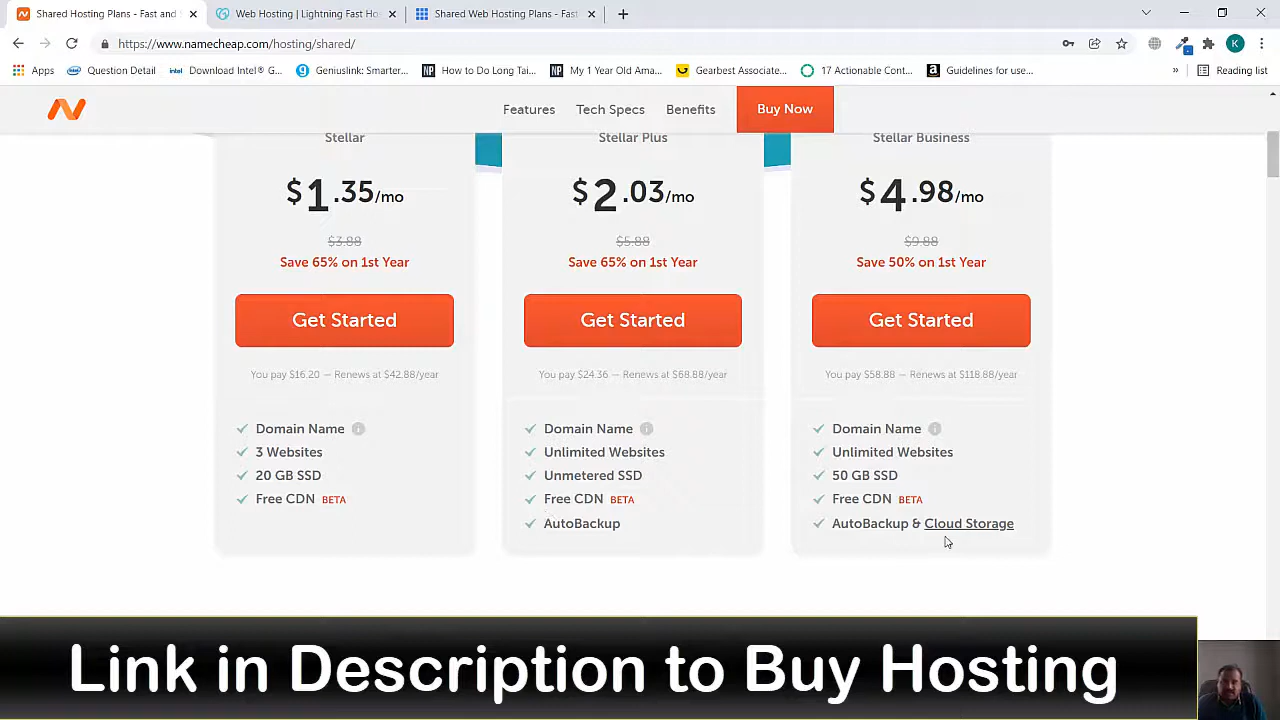 Shared Hosting Plans - Fast and
Web Hosting | Lightning Fast Ho
Shared Web Hosting Plans - Fast
https://www.namecheap.com/hosting/shared/
K
Apps
Question Detail
Download Intel® G...
Geniuslink: Smarter...
How to Do Long Tai...
My 1 Year Old Ama...
Gearbest Associate...
17 Actionable Cont...
Guidelines for use...
»
Reading list
Features
Tech Specs
Benefits
Buy Now
Stellar
$1.35/mo
$3.88
Save 65% on 1st Year
Get Started
You pay $16.20 — Renews at $42.88/year
Domain Name
3 Websites
20 GB SSD
Free CDN BETA
Stellar Plus
$2.03/mo
$5.88
Save 65% on 1st Year
Get Started
You pay $24.36 — Renews at $68.88/year
Domain Name
Unlimited Websites
Unmetered SSD
Free CDN BETA
AutoBackup
Stellar Business
$4.98/mo
$9.88
Save 50% on 1st Year
Get Started
You pay $58.88 — Renews at $118.88/year
Domain Name
Unlimited Websites
50 GB SSD
Free CDN BETA
AutoBackup & Cloud Storage
Link in Description to Buy Hosting